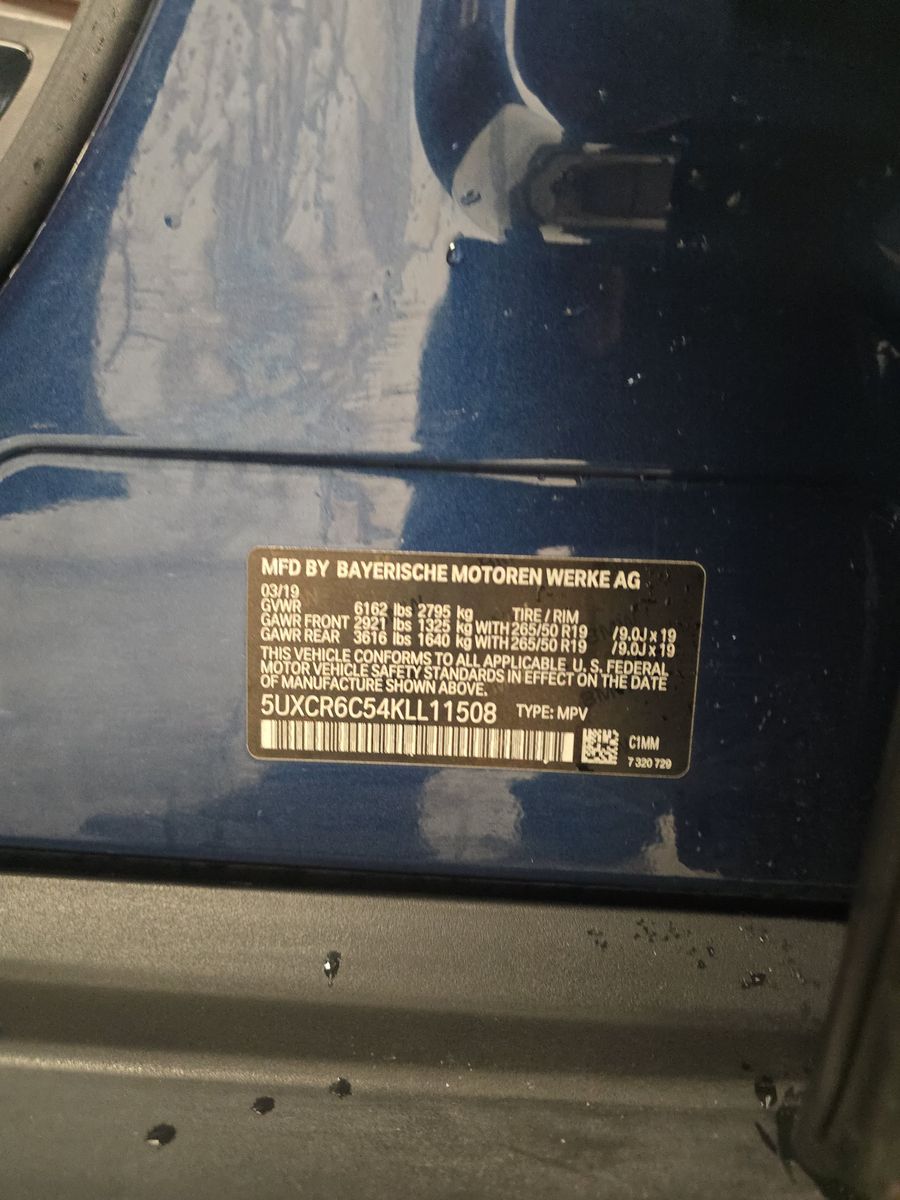 MFD BY BAYERISCHE MOTOREN WERKE AG
03/19
GVWR 6162 lbs 2795 kg TIRE / RIM
GAWR FRONT 2921 lbs 1325 kg WITH 265/50 R19 /9.0J x 19
GAWR REAR 3616 lbs 1640 kg WITH 265/50 R19 /9.0J x 19
THIS VEHICLE CONFORMS TO ALL APPLICABLE U.S. FEDERAL
MOTOR VEHICLE SAFETY STANDARDS IN EFFECT ON THE DATE
OF MANUFACTURE SHOWN ABOVE.
5UXCR6C54KLL11508 TYPE: MPV
C1MM
7 320 729